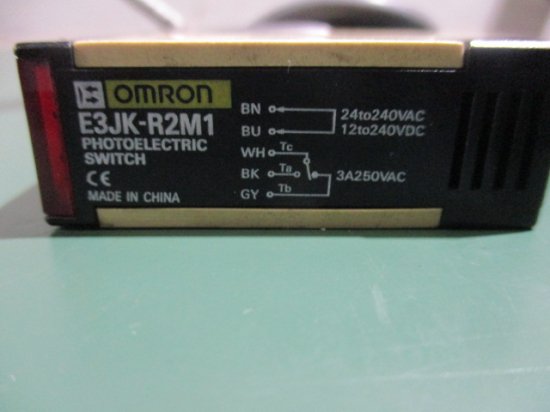 OMRON
E3JK-R2M1
PHOTOELECTRIC
SWITCH
CE
MADE IN CHINA
BN
BU
24to240VAC
12to240VDC
WH Tc
BK Ta
GY Tb
3A250VAC